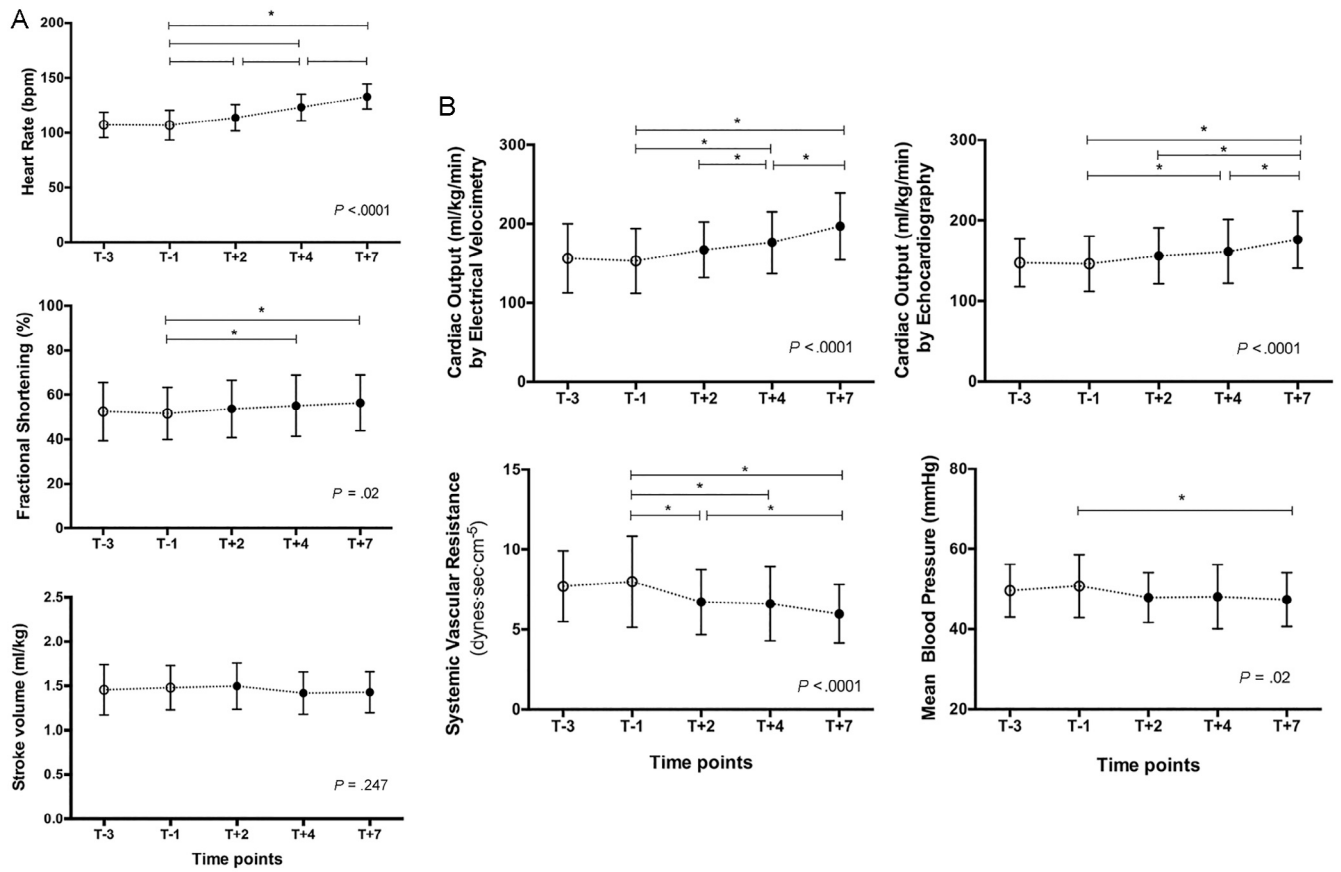 A
Heart Rate (bpm)
200
150
100
50
0
*
P <.0001
T-3 T-1 T+2 T+4 T+7
Fractional Shortening (%)
100
80
60
40
20
0
*
*
P = .02
T-3 T-1 T+2 T+4 T+7
Stroke volume (ml/kg)
2.5
2.0
1.5
1.0
0.5
0.0
P = .247
T-3 T-1 T+2 T+4 T+7
Time points
B
Cardiac Output (ml/kg/min)
by Electrical Velocimetry
300
200
100
0
*
*
* *
P <.0001
T-3 T-1 T+2 T+4 T+7
Cardiac Output (ml/kg/min)
by Echocardiography
300
200
100
0
*
*
* *
P <.0001
T-3 T-1 T+2 T+4 T+7
Systemic Vascular Resistance
(dynes·sec·cm-5)
15
10
5
0
*
*
* *
P <.0001
T-3 T-1 T+2 T+4 T+7
Time points
Mean Blood Pressure (mmHg)
80
60
40
20
*
P = .02
T-3 T-1 T+2 T+4 T+7
Time points